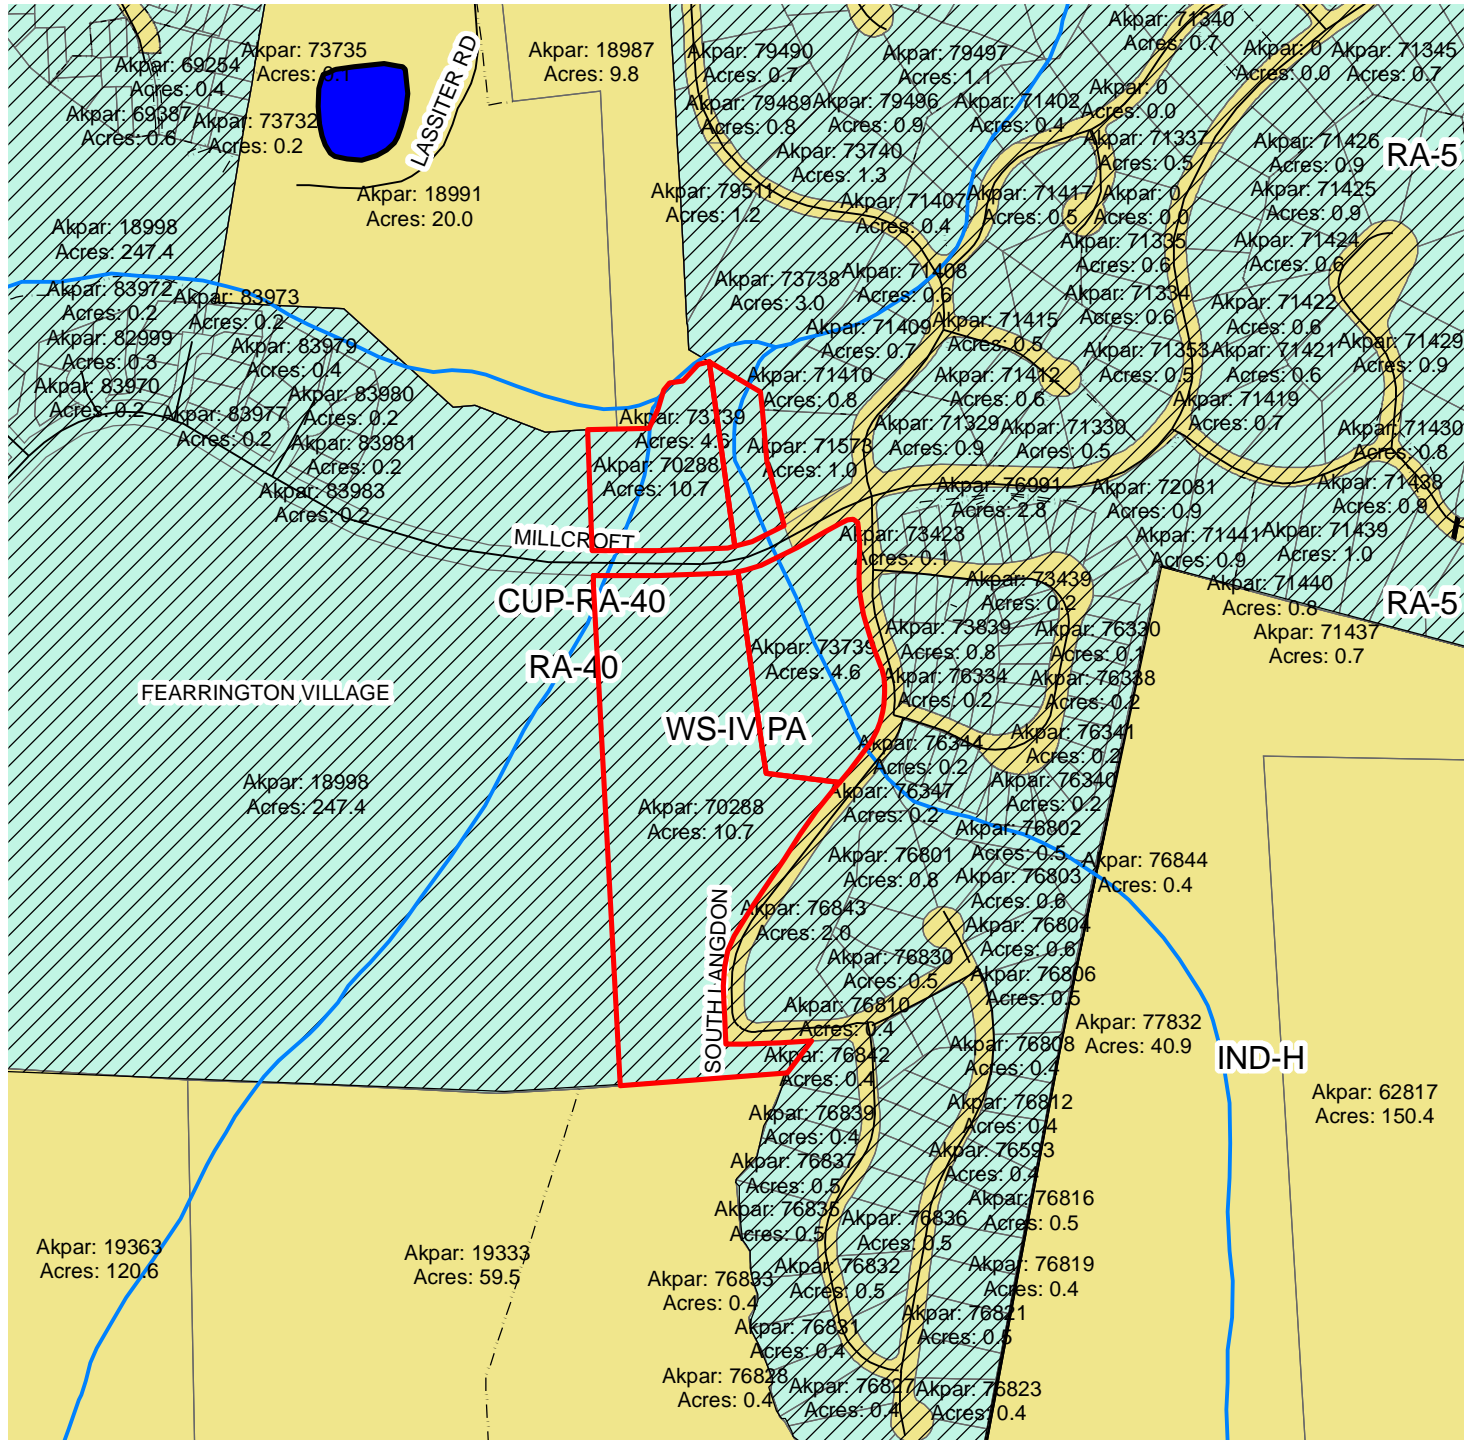 Akpar: 69254
Acres: 0.4
Akpar: 73735
Acres: 0.1
LASSITER RD
Akpar: 18987
Acres: 9.8
Akpar: 79490
Acres: 0.7
Akpar: 79497
Acres: 1.1
Akpar: 71340
Acres: 0.7
Akpar: 0
Acres: 0.0
Akpar: 71345
Acres: 0.7
Akpar: 69387
Acres: 0.6
Akpar: 73732
Acres: 0.2
Akpar: 79489
Acres: 0.8
Akpar: 79496
Acres: 0.9
Akpar: 71402
Acres: 0.4
Akpar: 0
Acres: 0.0
Akpar: 73740
Acres: 1.3
Akpar: 71337
Acres: 0.5
Akpar: 71426
Acres: 0.9
RA-5
Akpar: 18991
Acres: 20.0
Akpar: 79511
Acres: 1.2
Akpar: 71407
Acres: 0.4
Akpar: 71417
Acres: 0.5
Akpar: 0
Acres: 0.0
Akpar: 71425
Acres: 0.9
Akpar: 18998
Acres: 247.4
Akpar: 71335
Acres: 0.6
Akpar: 71424
Acres: 0.6
Akpar: 83972
Acres: 0.2
Akpar: 83973
Acres: 0.2
Akpar: 73738
Acres: 3.0
Akpar: 71408
Acres: 0.6
Akpar: 71334
Acres: 0.6
Akpar: 71422
Acres: 0.6
Akpar: 82999
Acres: 0.3
Akpar: 83979
Acres: 0.4
Akpar: 71409
Acres: 0.7
Akpar: 71415
Acres: 0.5
Akpar: 71353
Acres: 0.5
Akpar: 71421
Acres: 0.6
Akpar: 71429
Acres: 0.9
Akpar: 83970
Acres: 0.2
Akpar: 83980
Acres: 0.2
Akpar: 71410
Acres: 0.8
Akpar: 71412
Acres: 0.6
Akpar: 71419
Acres: 0.7
Akpar: 83977
Acres: 0.2
Akpar: 73739
Acres: 4.6
Akpar: 71329
Acres: 0.9
Akpar: 71330
Acres: 0.5
Akpar: 71430
Acres: 0.8
Akpar: 83981
Acres: 0.2
Akpar: 70288
Acres: 10.7
Akpar: 71573
Acres: 1.0
Akpar: 83983
Acres: 0.2
Akpar: 76991
Acres: 2.8
Akpar: 72081
Acres: 0.9
Akpar: 71438
Acres: 0.9
MILLCROFT
Akpar: 73423
Acres: 0.1
Akpar: 71441
Acres: 0.9
Akpar: 71439
Acres: 1.0
CUP-RA-40
Akpar: 73439
Acres: 0.2
Akpar: 71440
Acres: 0.8
RA-5
Akpar: 73839
Acres: 0.8
Akpar: 76330
Acres: 0.1
Akpar: 71437
Acres: 0.7
RA-40
Akpar: 73739
Acres: 4.6
Akpar: 76334
Acres: 0.2
Akpar: 76338
Acres: 0.2
FEARRINGTON VILLAGE
WS-IV PA
Akpar: 76344
Acres: 0.2
Akpar: 76341
Acres: 0.2
Akpar: 18998
Acres: 247.4
Akpar: 70288
Acres: 10.7
Akpar: 76347
Acres: 0.2
Akpar: 76340
Acres: 0.2
Akpar: 76802
Acres: 0.5
Akpar: 76801
Acres: 0.8
Akpar: 76803
Acres: 0.6
Akpar: 76844
Acres: 0.4
SOUTH LANGDON
Akpar: 76843
Acres: 2.0
Akpar: 76804
Acres: 0.6
Akpar: 76830
Acres: 0.5
Akpar: 76806
Acres: 0.5
Akpar: 76810
Acres: 0.4
Akpar: 77832
Acres: 40.9
IND-H
Akpar: 76842
Acres: 0.4
Akpar: 76808
Acres: 0.4
Akpar: 62817
Acres: 150.4
Akpar: 76839
Acres: 0.4
Akpar: 76812
Acres: 0.4
Akpar: 76837
Acres: 0.5
Akpar: 76593
Acres: 0.4
Akpar: 76835
Acres: 0.5
Akpar: 76836
Acres: 0.5
Akpar: 76816
Acres: 0.5
Akpar: 19363
Acres: 120.6
Akpar: 19333
Acres: 59.5
Akpar: 76833
Acres: 0.4
Akpar: 76832
Acres: 0.5
Akpar: 76819
Acres: 0.4
Akpar: 76831
Acres: 0.4
Akpar: 76821
Acres: 0.5
Akpar: 76828
Acres: 0.4
Akpar: 76827
Acres: 0.4
Akpar: 76823
Acres: 0.4